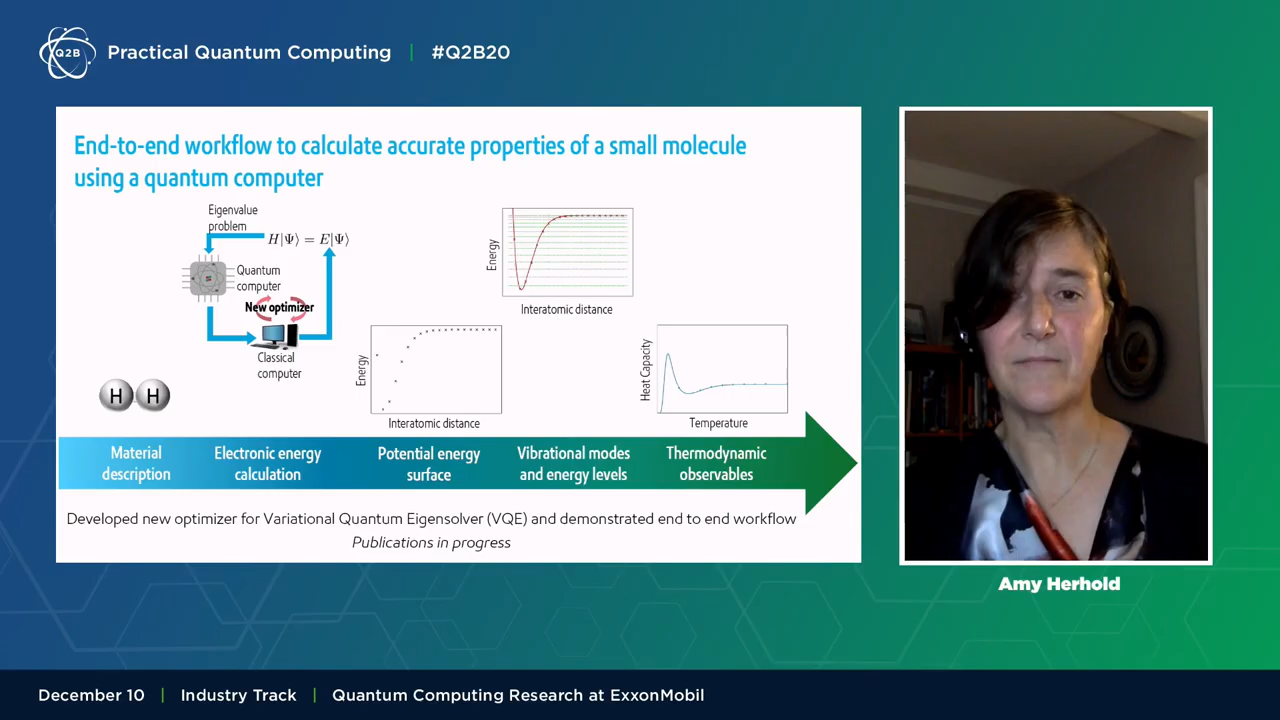 Q2B
Practical Quantum Computing | #Q2B20
End-to-end workflow to calculate accurate properties of a small molecule
using a quantum computer
Eigenvalue
problem
H|Ψ⟩ = E|Ψ⟩
Quantum
computer
New optimizer
Classical
computer
H H
Energy
Interatomic distance
Energy
Interatomic distance
Heat Capacity
Temperature
Material
description
Electronic energy
calculation
Potential energy
surface
Vibrational modes
and energy levels
Thermodynamic
observables
Developed new optimizer for Variational Quantum Eigensolver (VQE) and demonstrated end to end workflow
Publications in progress
Amy Herhold
December 10 | Industry Track | Quantum Computing Research at ExxonMobil